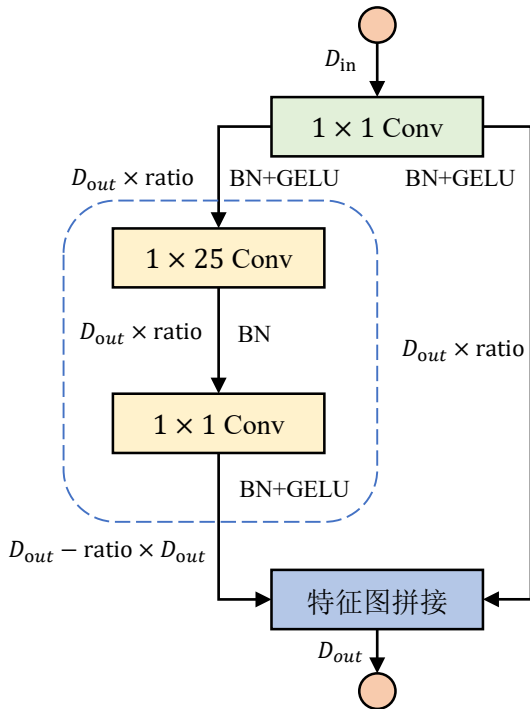 D_in
1 × 1 Conv
D_out × ratio
BN+GELU
BN+GELU
1 × 25 Conv
D_out × ratio
BN
D_out × ratio
1 × 1 Conv
BN+GELU
D_out − ratio × D_out
特征图拼接
D_out